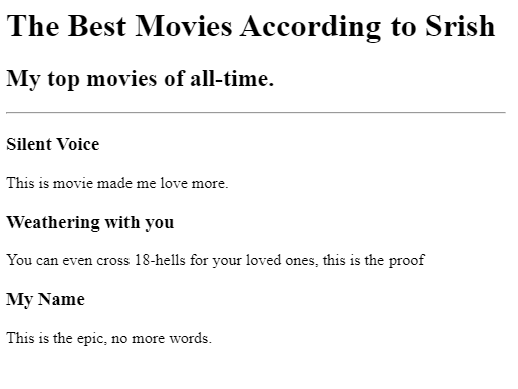 The Best Movies According to Srish
My top movies of all-time.
Silent Voice
This is movie made me love more.
Weathering with you
You can even cross 18-hells for your loved ones, this is the proof
My Name
This is the epic, no more words.